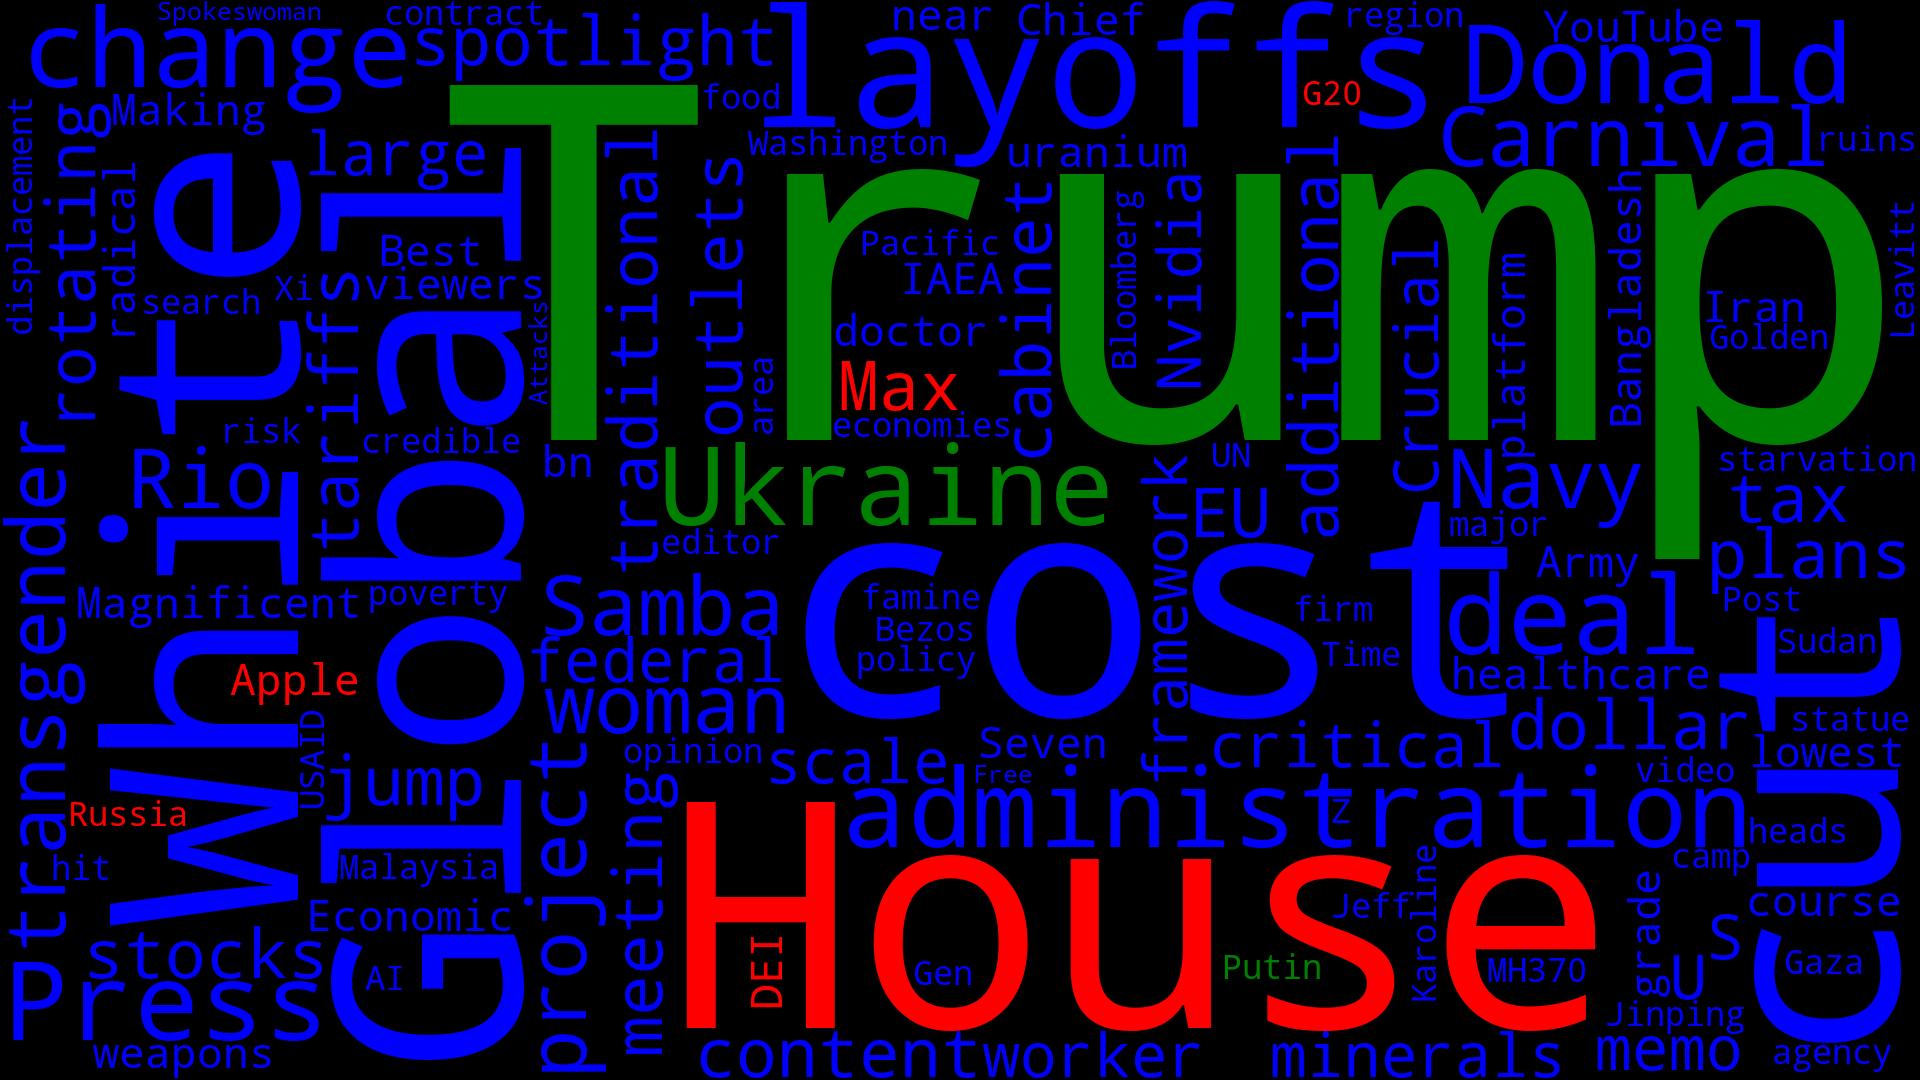 Spokeswoman
contract
near
Chief
region
YouTube
change
spotlight
layoffs
Donald
Making
food
G20
Carnival
ruins
displacement
rotating
radical
large
Washington
uranium
Trump
White
Global
traditional
outlets
cabinet
Bloomberg
Nvidia
additional
Crucial
platform
Bangladesh
Leavitt
Best
viewers
Xi
search
tariffs
Attacks
Pacific
IAEA
doctor
Max
area
economies
Iran
Golden
risk
credible
Rio
bn
Ukraine
UN
EU
Navy
starvation
tax
major
editor
framework
Army
plans
transgender
Magnificent
poverty
Samba
cost
famine
Bezos
policy
firm
Time
deal
Post
Sudan
cut
Apple
federal
woman
healthcare
dollar
statue
lowest
USAID
jump
opinion
scale
Seven
Free
critical
video
Russia
hit
project
meeting
administration
Z
heads
camp
Malaysia
House
Economic
Jeff
Karoline
grade
course
stocks
AI
DEI
Gen
Putin
MH370
U
S
Gaza
Press
Jinping
weapons
content
worker
minerals
memo
agency